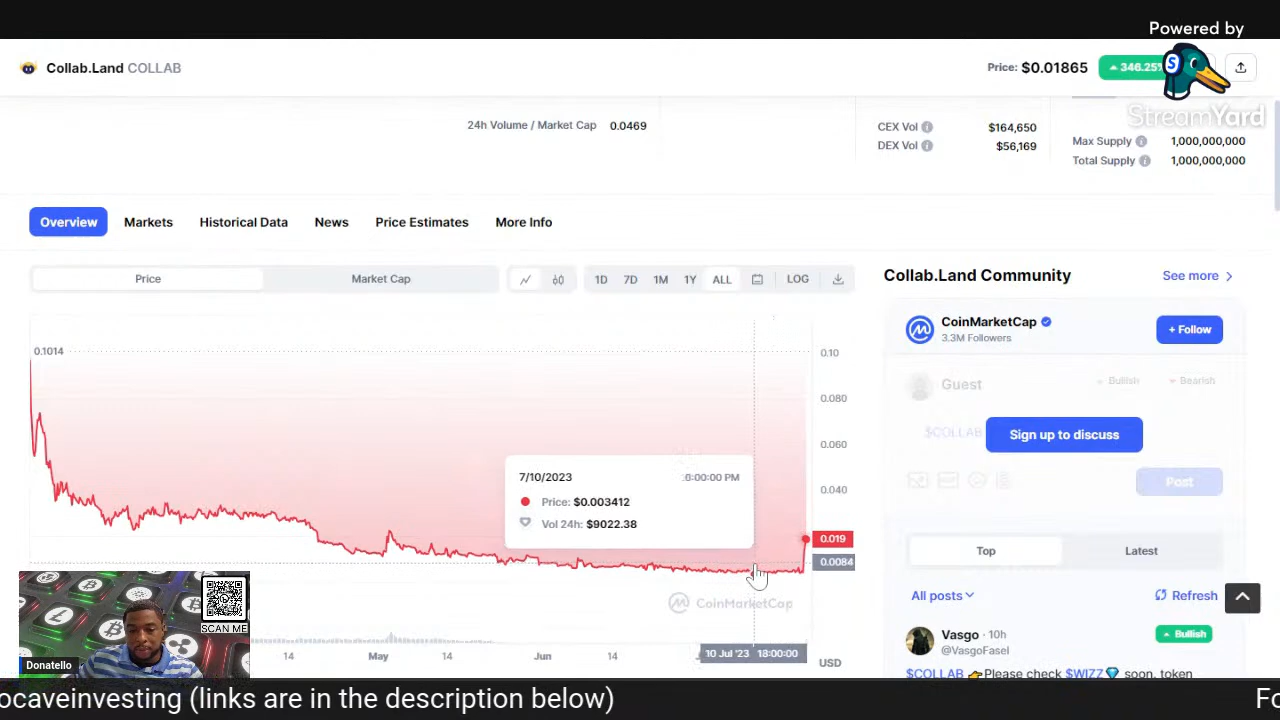 Powered by
StreamYard
Collab.Land COLLAB
Price: $0.01865
346.25%
24h Volume / Market Cap 0.0469
CEX Vol $164,650
DEX Vol $56,169
Max Supply 1,000,000,000
Total Supply 1,000,000,000
Overview Markets Historical Data News Price Estimates More Info
Price Market Cap
1D 7D 1M 1Y ALL LOG
Collab.Land Community
See more
CoinMarketCap
3.3M Followers
+ Follow
Guest
Bullish Bearish
$COLLAB
Sign up to discuss
Post
Top Latest
All posts
Refresh
Vasgo · 10h
@VasgoFasel
Bullish
$COLLAB 👉Please check $WIZZ💎 soon, token
0.1014
0.10
0.080
0.060
0.040
0.019
0.0084
7/10/2023 :00:00 PM
Price: $0.003412
Vol 24h: $9022.38
CoinMarketCap
14 May 14 Jun 14
10 Jul '23 18:00:00
USD
SCAN ME
Donatello
ocaveinvesting (links are in the description below)
Fo